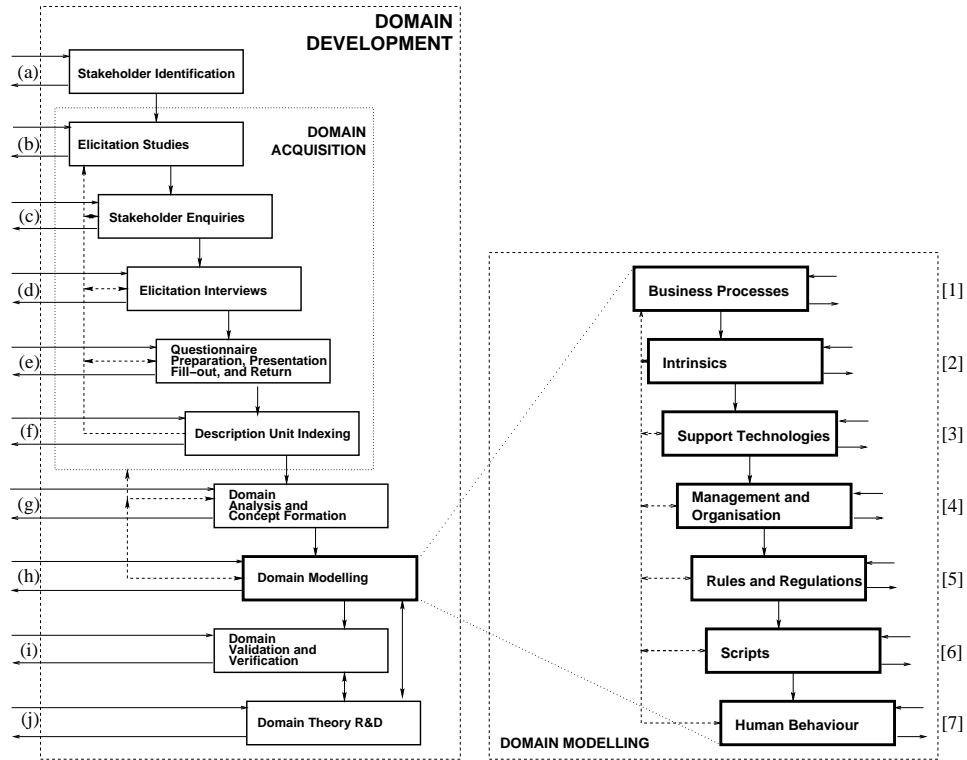 DOMAIN
DEVELOPMENT
(a)
Stakeholder Identification
DOMAIN
ACQUISITION
(b)
Elicitation Studies
(c)
Stakeholder Enquiries
(d)
Elicitation Interviews
(e)
Questionnaire
Preparation, Presentation
Fill–out, and Return
(f)
Description Unit Indexing
(g)
Domain
Analysis and
Concept Formation
(h)
Domain Modelling
(i)
Domain
Validation and
Verification
(j)
Domain Theory R&D
Business Processes
[1]
Intrinsics
[2]
Support Technologies
[3]
Management and
Organisation
[4]
Rules and Regulations
[5]
Scripts
[6]
Human Behaviour
[7]
DOMAIN MODELLING